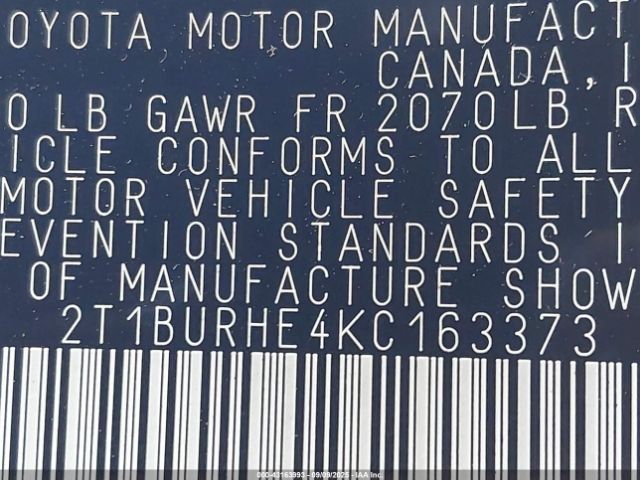 OYOTA MOTOR MANUFACT
CANADA, I
0 LB GAWR FR 2070LB R
ICLE CONFORMS TO ALL
MOTOR VEHICLE SAFETY
EVENTION STANDARDS I
OF MANUFACTURE SHOW
2T1BURHE4KC163373
000-43163993 - 09/09/2025 - IAA Inc.